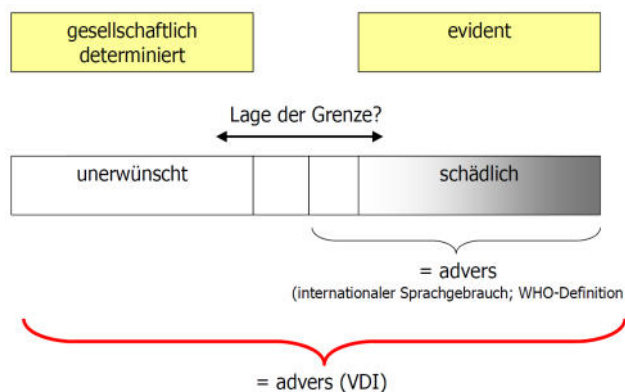 gesellschaftlich
determiniert
evident
Lage der Grenze?
unerwünscht
schädlich
= advers
(internationaler Sprachgebrauch; WHO-Definition
= advers (VDI)